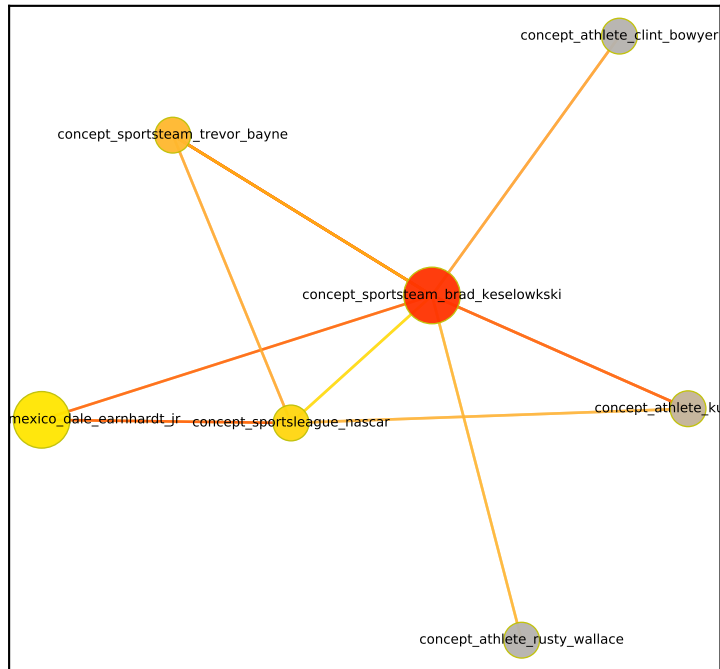 concept_athlete_clint_bowyer
concept_sportsteam_trevor_bayne
concept_sportsteam_brad_keselowkski
mexico_dale_earnhardt_jr
concept_sportsleague_nascar
concept_athlete_ku
concept_athlete_rusty_wallace